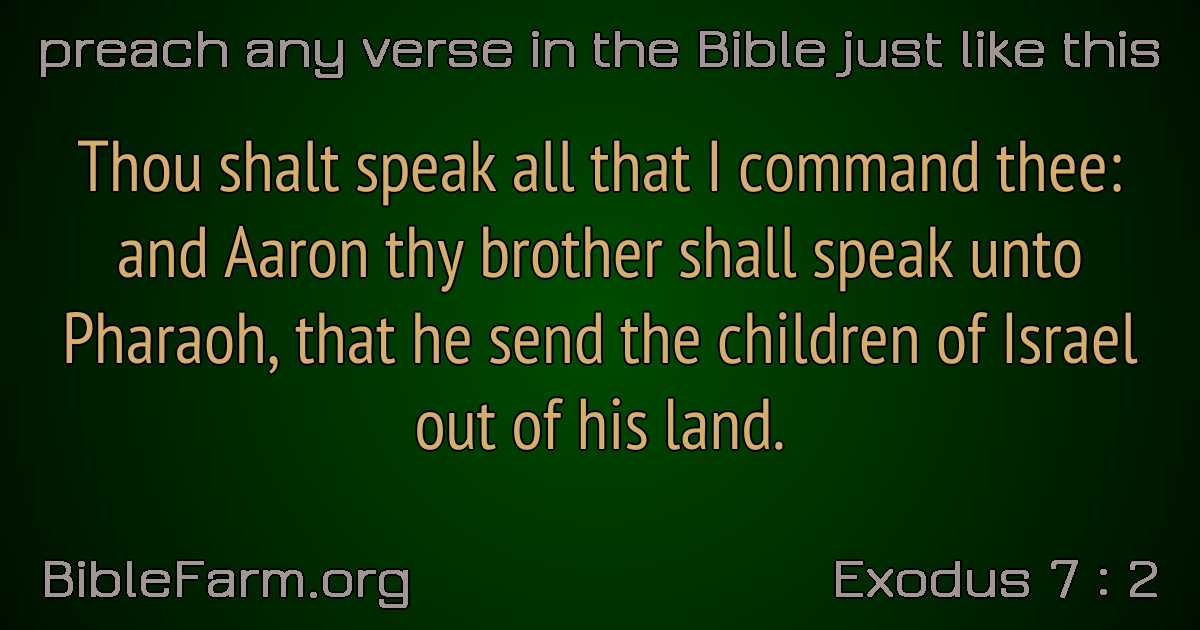 preach any verse in the Bible just like this
Thou shalt speak all that I command thee:
and Aaron thy brother shall speak unto
Pharaoh, that he send the children of Israel
out of his land.
BibleFarm.org
Exodus 7 : 2